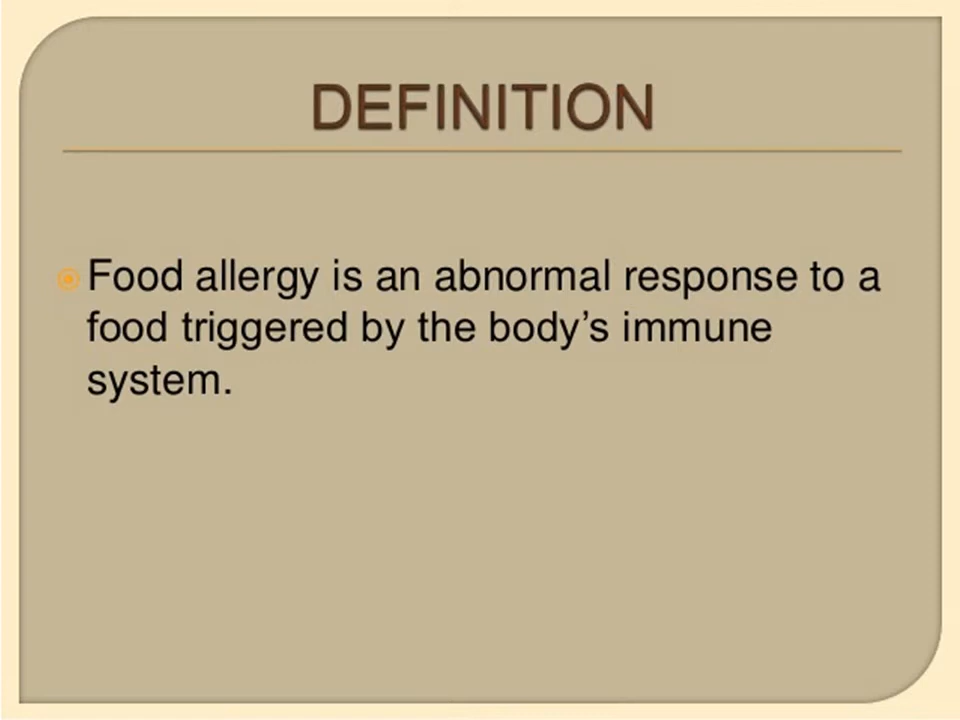 DEFINITION
Food allergy is an abnormal response to a
food triggered by the body’s immune
system.